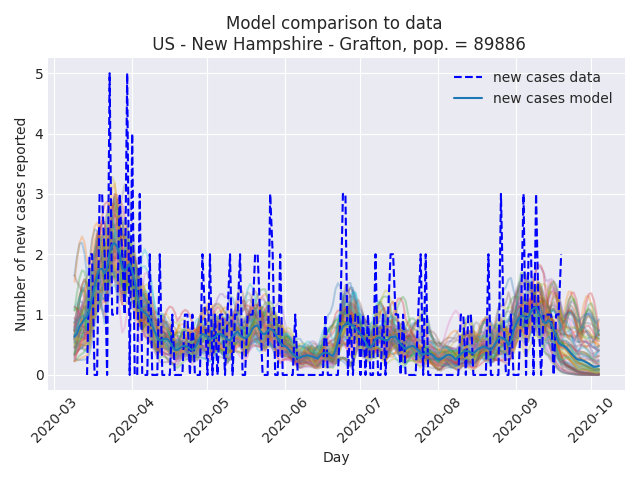 Model comparison to data
US - New Hampshire - Grafton, pop. = 89886
new cases data
new cases model
Number of new cases reported
5
4
3
2
1
0
2020-03
2020-04
2020-05
2020-06
2020-07
2020-08
2020-09
2020-10
Day